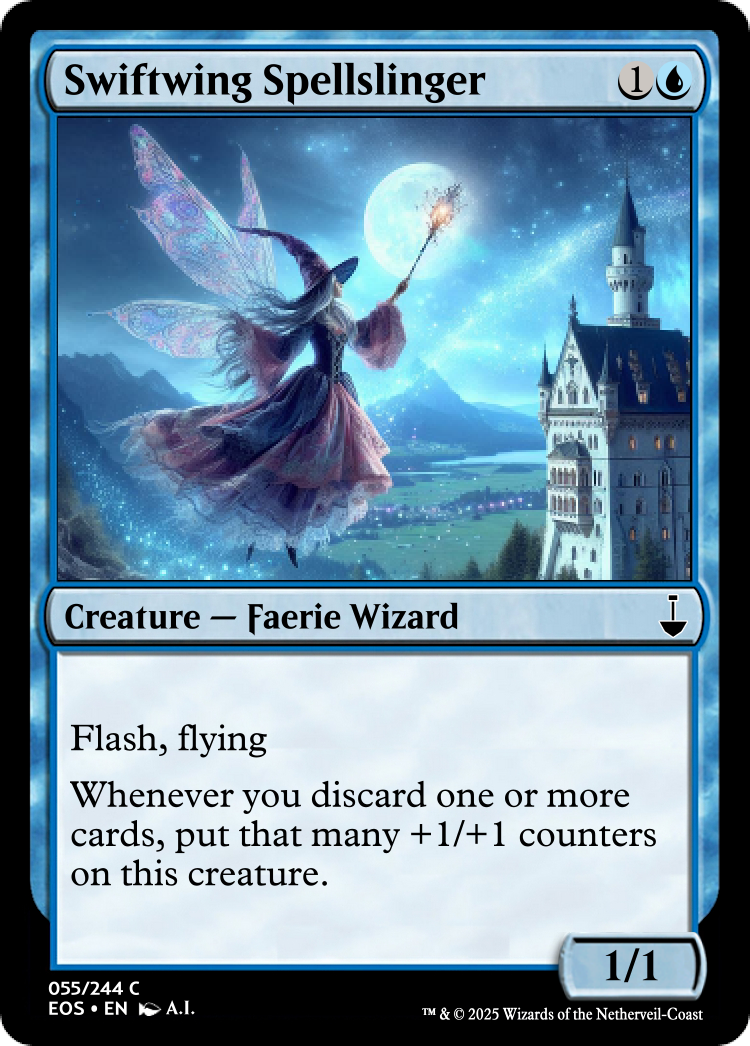 Swiftwing Spellslinger 1
Creature — Faerie Wizard
Flash, flying
Whenever you discard one or more
cards, put that many +1/+1 counters
on this creature.
1/1
055/244 C
EOS • EN A.I.
™ & © 2025 Wizards of the Netherveil-Coast